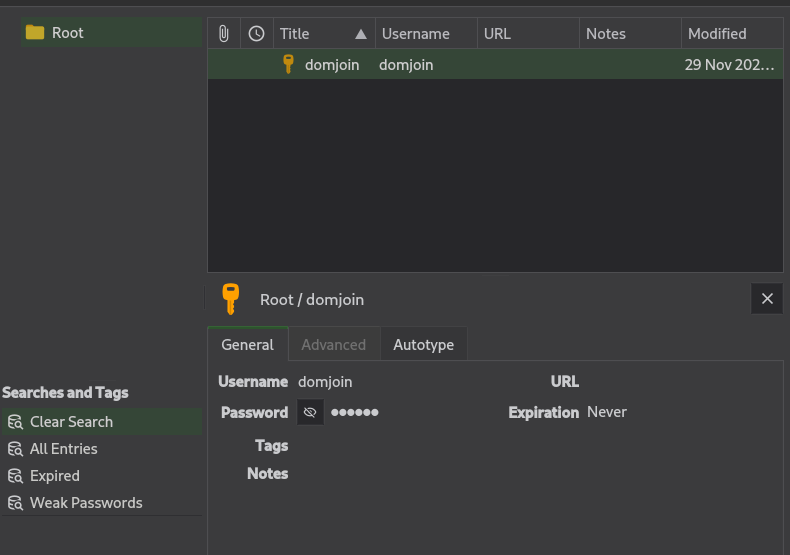 Root
Title Username URL Notes Modified
domjoin domjoin 29 Nov 202…
Root / domjoin
General Advanced Autotype
Username domjoin URL
Password ●●●●●● Expiration Never
Tags
Notes
Searches and Tags
Clear Search
All Entries
Expired
Weak Passwords